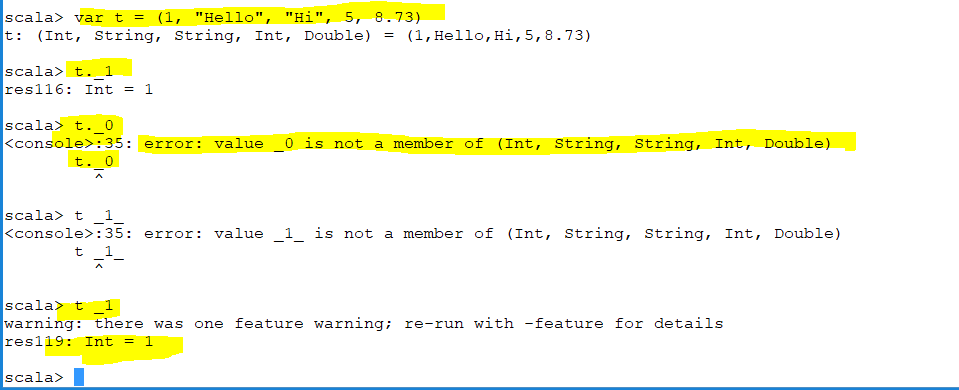 scala> var t = (1, "Hello", "Hi", 5, 8.73)
t: (Int, String, String, Int, Double) = (1,Hello,Hi,5,8.73)
scala> t._1
res116: Int = 1
scala> t._0
<console>:35: error: value _0 is not a member of (Int, String, String, Int, Double)
t._0
^
scala> t _1_
<console>:35: error: value _1_ is not a member of (Int, String, String, Int, Double)
t _1_
^
scala> t _1
warning: there was one feature warning; re-run with -feature for details
res119: Int = 1
scala>